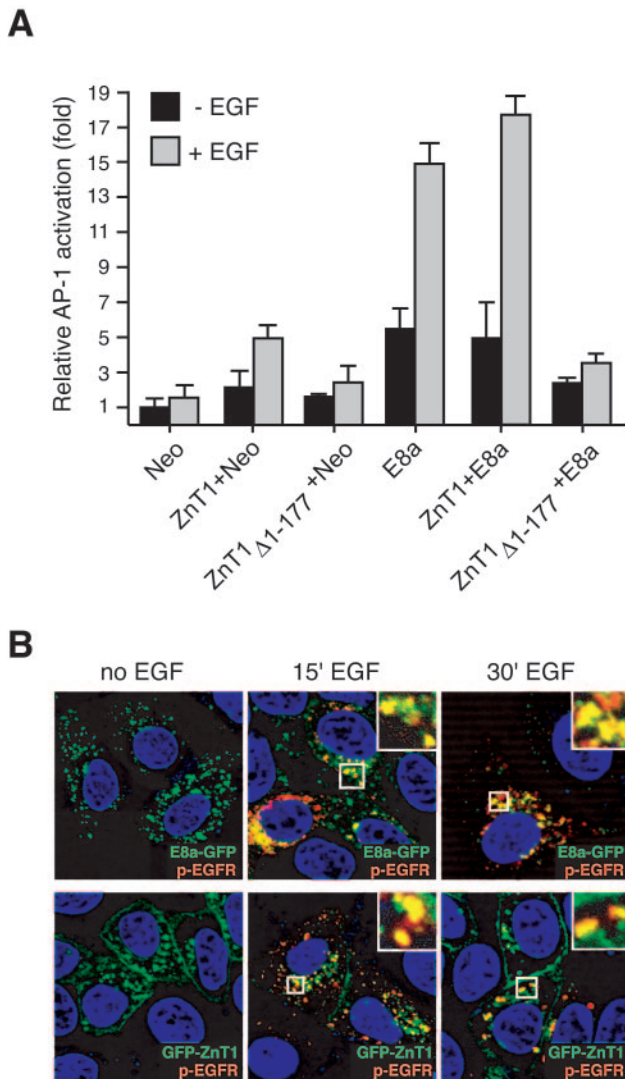 A
Relative AP-1 activation (fold)
19
17
15
13
11
9
7
5
3
1
- EGF
+ EGF
Neo
ZnT1+Neo
ZnT1 Δ1-177 +Neo
E8a
ZnT1+E8a
ZnT1 Δ1-177 +E8a
B
no EGF
15' EGF
30' EGF
E8a-GFP
p-EGFR
E8a-GFP
p-EGFR
E8a-GFP
p-EGFR
GFP-ZnT1
p-EGFR
GFP-ZnT1
p-EGFR
GFP-ZnT1
p-EGFR